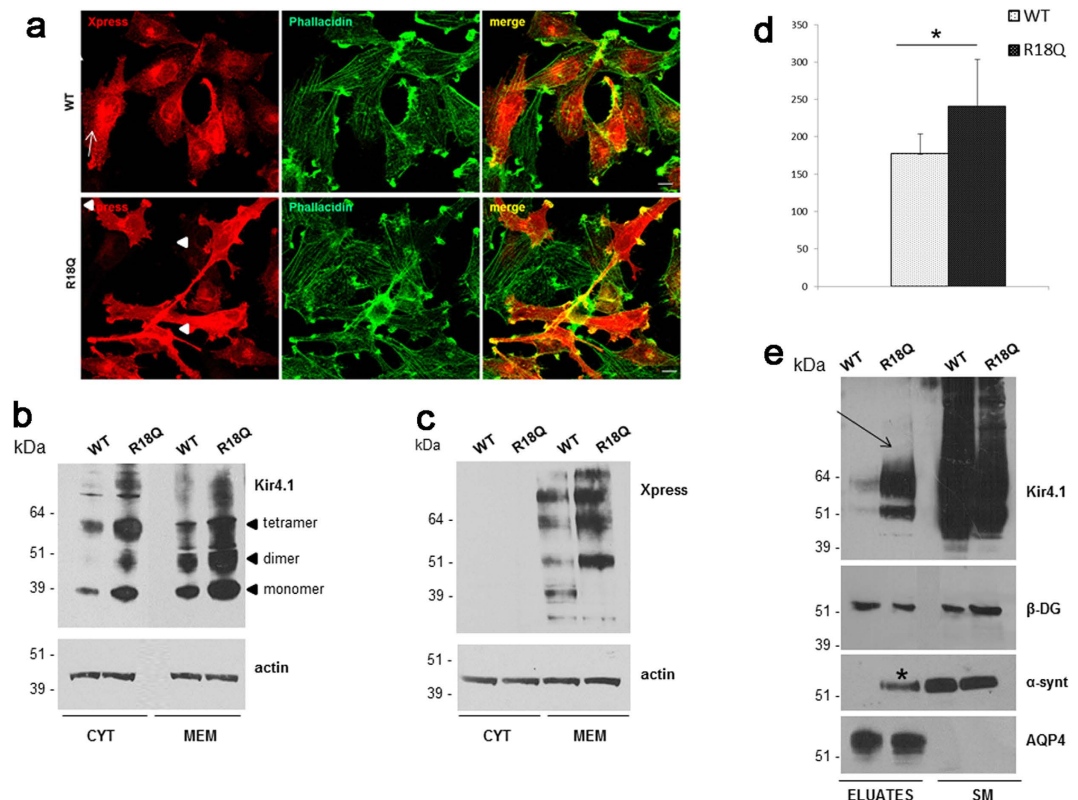 a
Xpress
Phallacidin
merge
WT
Xpress
Phallacidin
merge
R18Q
b
kDa
WT
R18Q
WT
R18Q
Kir4.1
64 -
tetramer
51 -
dimer
39 -
monomer
51 -
actin
39 -
CYT
MEM
c
kDa
WT
R18Q
WT
R18Q
Xpress
64 -
51 -
39 -
51 -
actin
39 -
CYT
MEM
d
WT
R18Q
*
350
300
250
200
150
100
50
0
e
kDa
WT
R18Q
WT
R18Q
64 -
Kir4.1
51 -
39 -
51 -
β-DG
39 -
*
α-synt
51 -
AQP4
51 -
ELUATES
SM